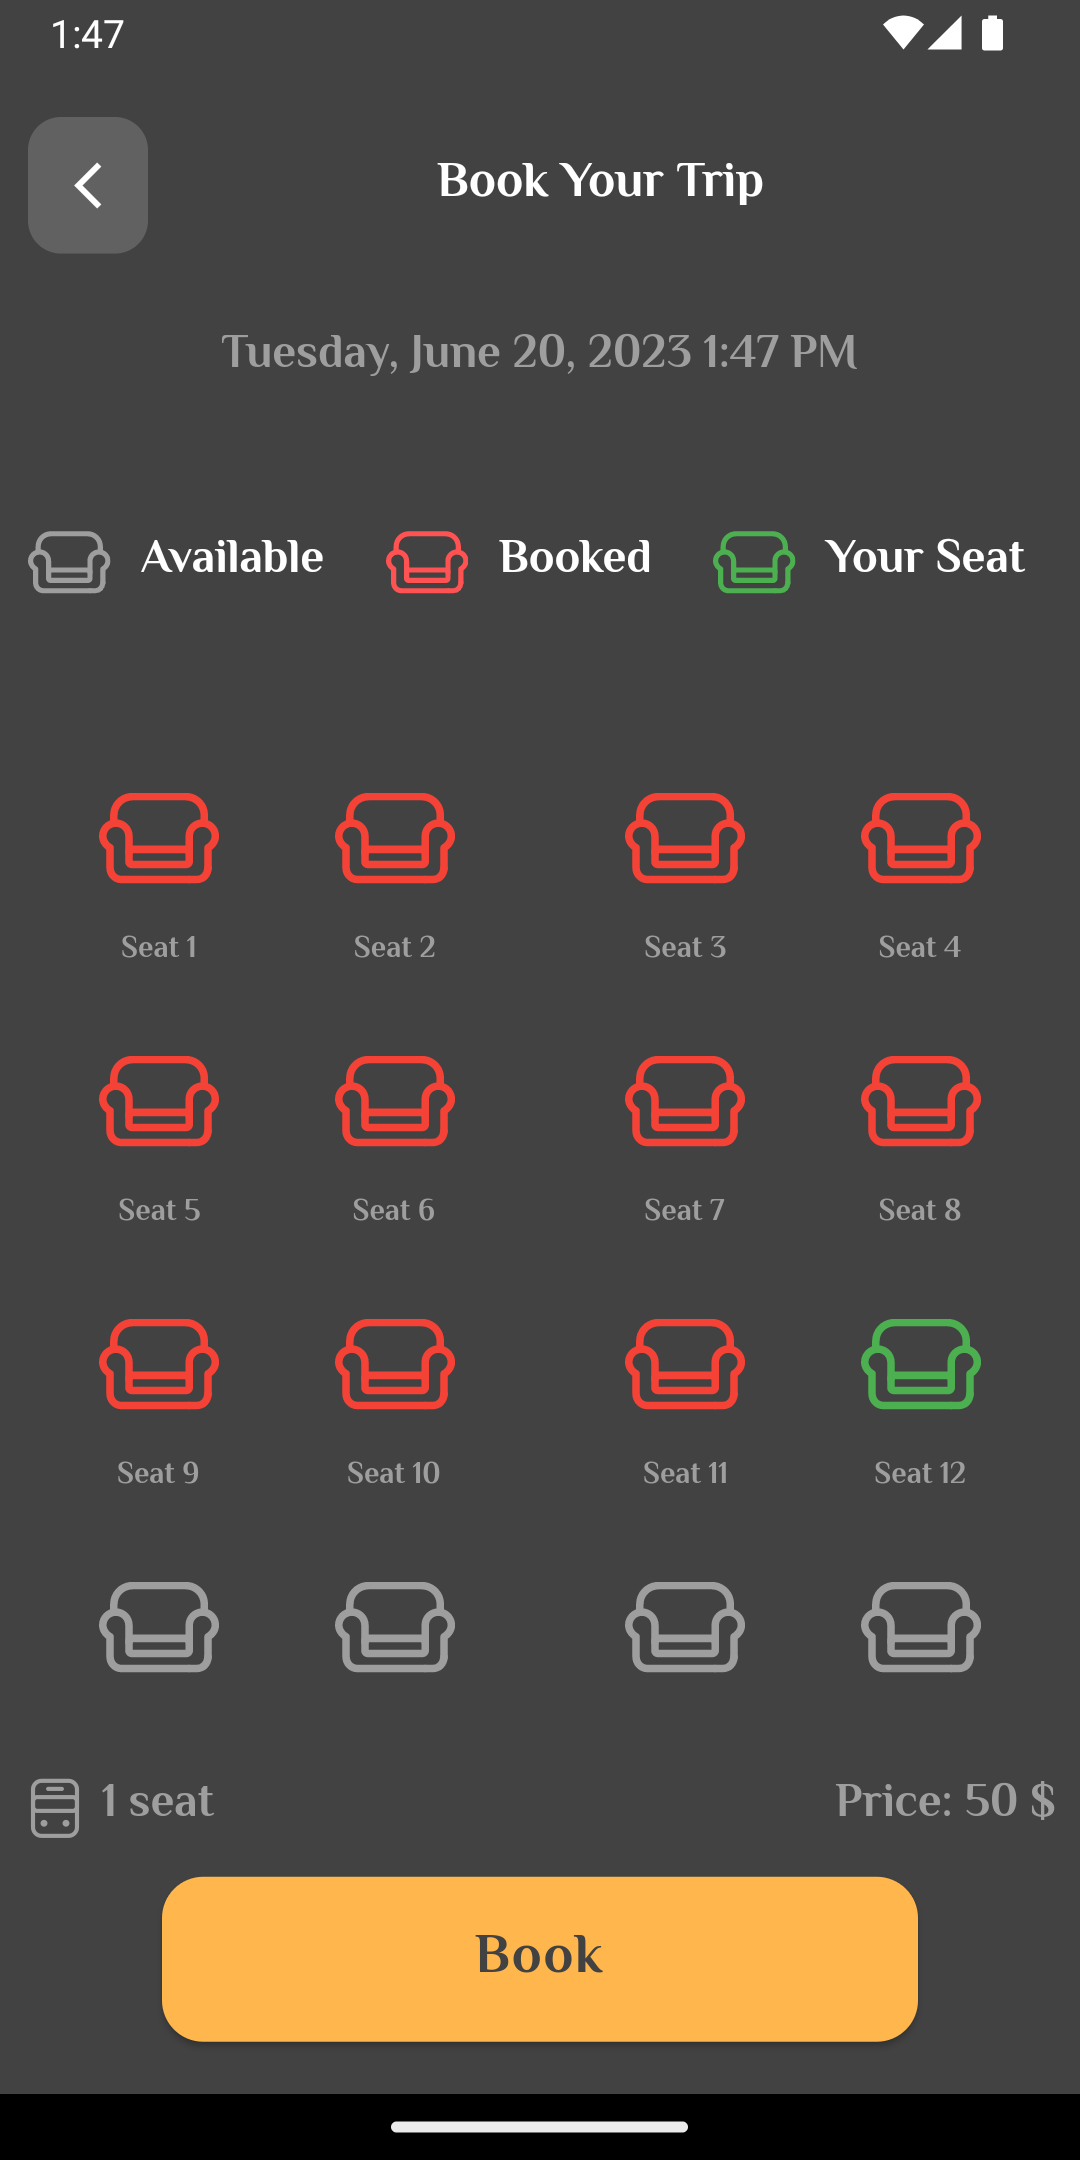 1:47
Book Your Trip
Tuesday, June 20, 2023 1:47 PM
Available Booked Your Seat
Seat 1 Seat 2 Seat 3 Seat 4
Seat 5 Seat 6 Seat 7 Seat 8
Seat 9 Seat 10 Seat 11 Seat 12
1 seat Price: 50 $
Book